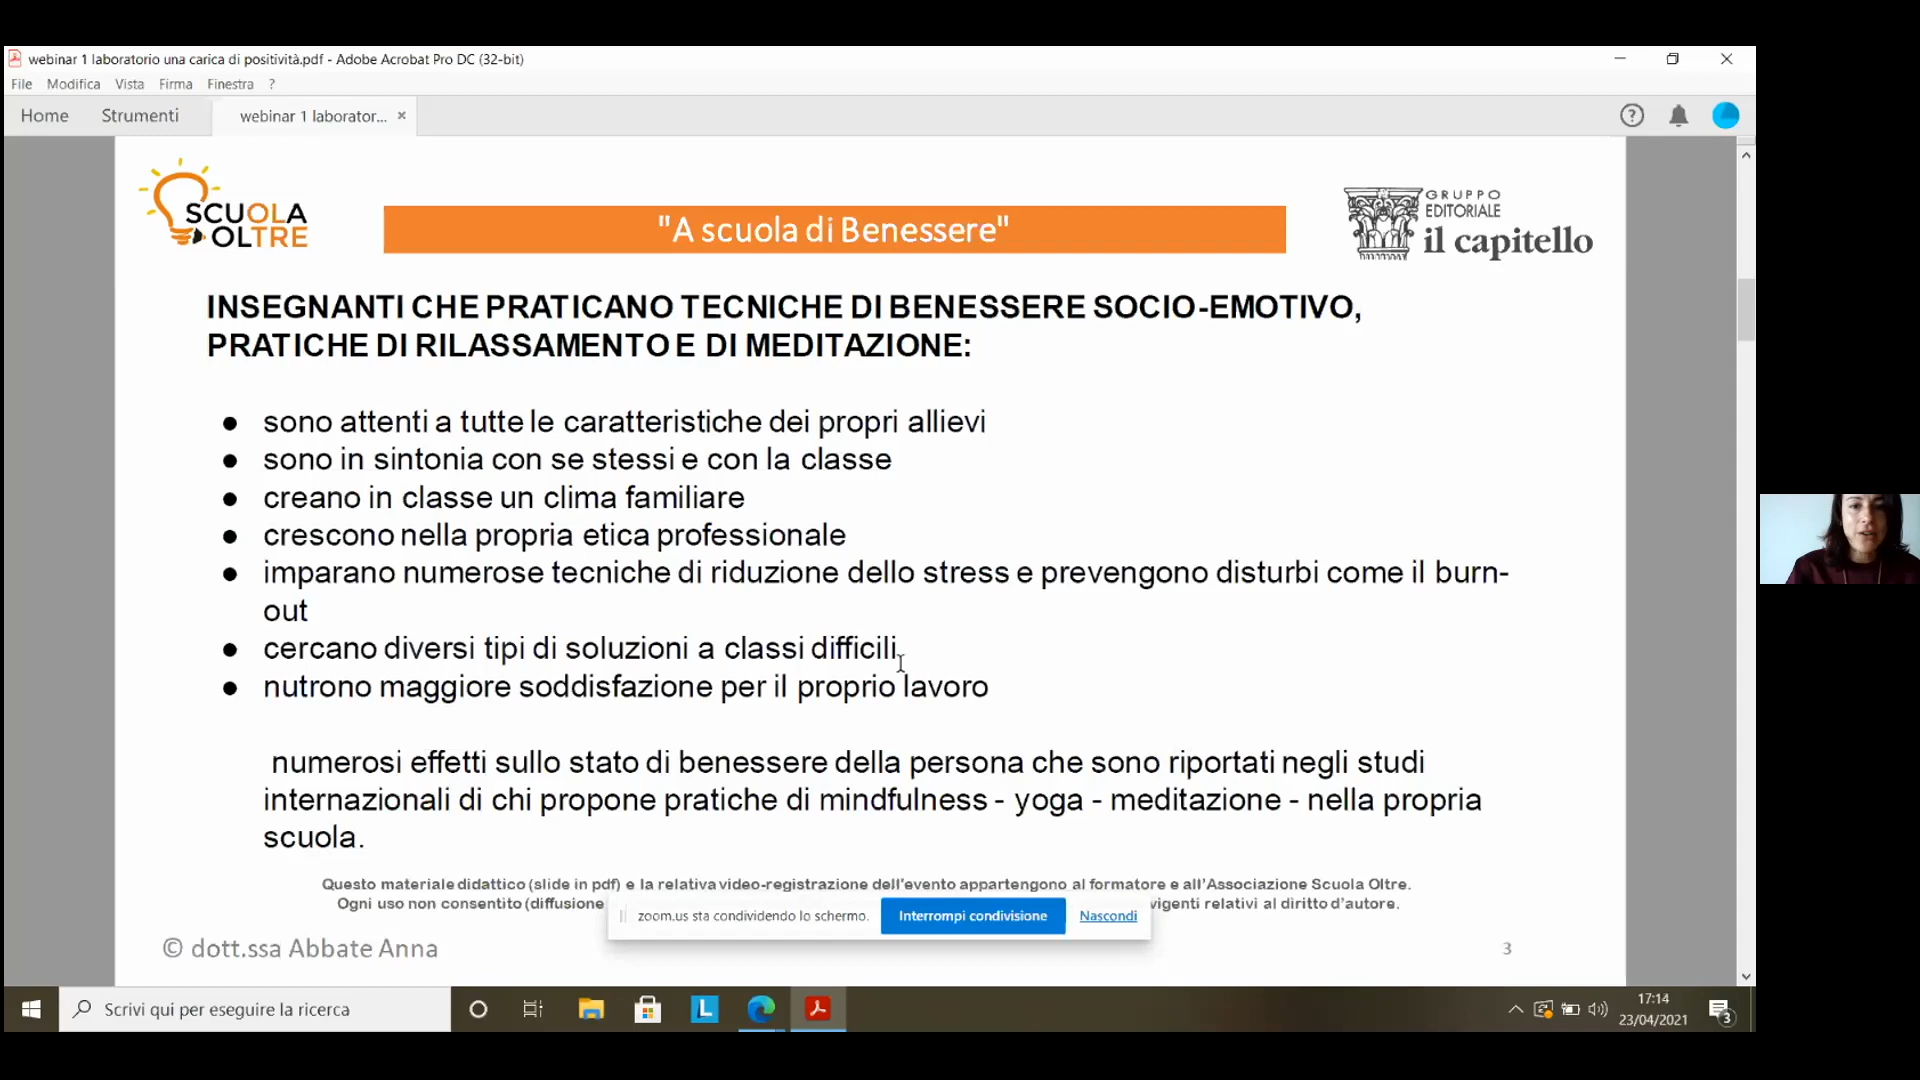 webinar 1 laboratorio una carica di positività.pdf - Adobe Acrobat Pro DC (32-bit)
File Modifica Vista Firma Finestra ?
Home Strumenti webinar 1 laborator... ×
SCUOLA
OLTRE
"A scuola di Benessere"
GRUPPO
EDITORIALE
il capitello
INSEGNANTI CHE PRATICANO TECNICHE DI BENESSERE SOCIO-EMOTIVO,
PRATICHE DI RILASSAMENTO E DI MEDITAZIONE:
● sono attenti a tutte le caratteristiche dei propri allievi
● sono in sintonia con se stessi e con la classe
● creano in classe un clima familiare
● crescono nella propria etica professionale
● imparano numerose tecniche di riduzione dello stress e prevengono disturbi come il burn-
out
● cercano diversi tipi di soluzioni a classi difficili
● nutrono maggiore soddisfazione per il proprio lavoro
numerosi effetti sullo stato di benessere della persona che sono riportati negli studi
internazionali di chi propone pratiche di mindfulness - yoga - meditazione - nella propria
scuola.
Questo materiale didattico (slide in pdf) e la relativa video-registrazione dell'evento appartengono al formatore e all'Associazione Scuola Oltre.
Ogni uso non consentito (diffusione vigenti relativi al diritto d'autore.
zoom.us sta condividendo lo schermo. Interrompi condivisione Nascondi
© dott.ssa Abbate Anna 3
Scrivi qui per eseguire la ricerca
L
17:14
23/04/2021
3